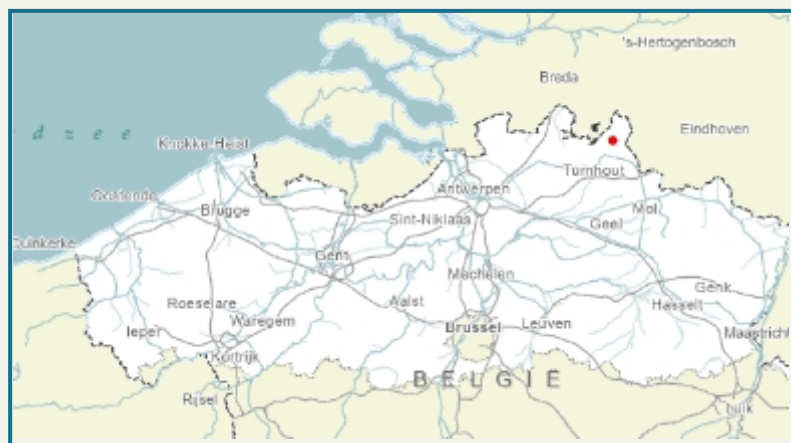 's-Hertogenbosch
Breda
d z e e
Eindhoven
Knokke-Heist
Turnhout
Oostende
Antwerpen
Brugge
Sint-Niklaas
Mol
Geel
Duinkerke
Gent
Mechelen
Genk
Roeselare
Aalst
Hasselt
Ieper
Waregem
Brussel
Leuven
Maastricht
Kortrijk
BELGIË
Rijsel
Luik